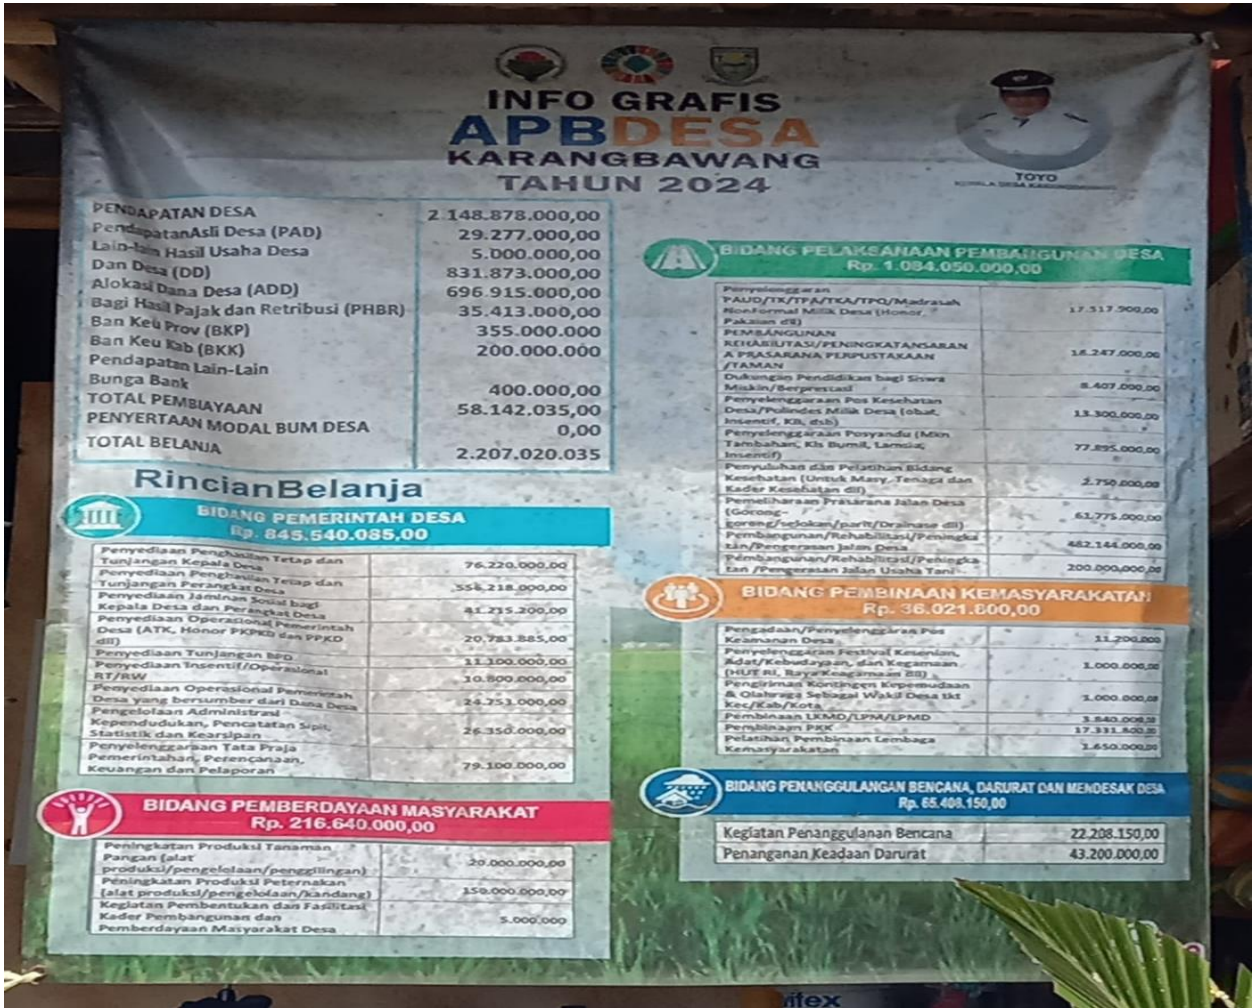 INFO GRAFIS
APBDESA
KARANGBAWANG
TAHUN 2024
TOYO
KEPALA DESA KARANGBAWANG
PENDAPATAN DESA 2.148.878.000,00
PendapatanAsli Desa (PAD) 29.277.000,00
Lain-lain Hasil Usaha Desa 5.000.000,00
Dan Desa (DD) 831.873.000,00
Alokasi Dana Desa (ADD) 696.915.000,00
Bagi Hasil Pajak dan Retribusi (PHBR) 35.413.000,00
Ban Keu Prov (BKP) 355.000.000
Ban Keu Kab (BKK) 200.000.000
Pendapatan Lain-Lain
Bunga Bank 400.000,00
TOTAL PEMBIAYAAN 58.142.035,00
PENYERTAAN MODAL BUM DESA 0,00
TOTAL BELANJA 2.207.020.035
RincianBelanja
BIDANG PEMERINTAH DESA
Rp. 845.540.085,00
Penyediaan Penghasilan Tetap dan
Tunjangan Kepala Desa 76.220.000,00
Penyediaan Penghasilan Tetap dan
Tunjangan Perangkat Desa 556.218.000,00
Penyediaan Jaminan Sosial bagi
Kepala Desa dan Perangkat Desa 41.215.200,00
Penyediaan Operasional Pemerintah
Desa (ATK, Honor PKPKD dan PPKD
dll) 20.783.885,00
Penyediaan Tunjangan BPD 11.100.000,00
Penyediaan Insentif/Operasional
RT/RW 10.800.000,00
Penyediaan Operasional Pemerintah
Desa yang bersumber dari Dana Desa 24.753.000,00
Pengelolaan Administrasi
Kependudukan, Pencatatan Sipit,
Statistik dan Kearsipan 26.350.000,00
Penyelenggaraan Tata Praja
Pemerintahan, Perencanaan,
Keuangan dan Pelaporan 79.100.000,00
BIDANG PEMBERDAYAAN MASYARAKAT
Rp. 216.640.000,00
Peningkatan Produksi Tanaman
Pangan (alat
produksi/pengelolaan/penggilingan) 20.000.000,00
Peningkatan Produksi Peternakan
(alat produksi/pengelolaan/kandang) 150.000.000,00
Kegiatan Pembentukan dan Fasilitasi
Kader Pembangunan dan
Pemberdayaan Masyarakat Desa 5.000.000
BIDANG PELAKSANAAN PEMBANGUNAN DESA
Rp. 1.084.050.000,00
Penyelenggaran
PAUD/TK/TPA/TKA/TPQ/Madrasah
NonFormal Milik Desa (Honor,
Pakaian dll) 17.517.900,00
PEMBANGUNAN
REHABILITASI/PENINGKATANSARAN
A PRASARANA PERPUSTAKAAN
/TAMAN 18.247.000,00
Dukungan Pendidikan bagi Siswa
Miskin/Berprestasi 8.407.000,00
Penyelenggaraan Pos Kesehatan
Desa/Polindes Milik Desa (obat,
Insentif, KB, dsb) 13.300.000,00
Penyelenggaraan Posyandu (Mkn
Tambahan, Kls Bumil, Lamsia,
Insentif) 77.895.000,00
Penyuluhan dan Pelatihan Bidang
Kesehatan (Untuk Masy, Tenaga dan
Kader Kesehatan dll) 2.750.000,00
Pemeliharaan Prasarana Jalan Desa
(Gorong-
gorong/selokan/parit/Drainase dll) 61.775.000,00
Pembangunan/Rehabilitasi/Peningka
tan/Pengerasan Jalan Desa 482.144.000,00
Pembangunan/Rehabilitasi/Peningka
tan /Pengerasan Jalan Usaha Tani 200.000.000,00
BIDANG PEMBINAAN KEMASYARAKATAN
Rp. 36.021.800,00
Pengadaan/Penyelenggaran Pos
Keamanan Desa 11.200.000
Penyelenggaran Festival Kesenian,
Adat/Kebudayaan, dan Kegamaan
(HUT RI, Raya Keagamaan dll) 1.000.000,00
Pengiriman Kontingen Kepemudaan
& Olahraga Sebagai Wakil Desa tkt
Kec/Kab/Kota 1.000.000,00
Pembinaan LKMD/LPM/LPMD 3.840.000,00
Pembinaan PKK 17.331.800,00
Pelatihan Pembinaan Lembaga
Kemasyarakatan 1.650.000,00
BIDANG PENANGGULANGAN BENCANA, DARURAT DAN MENDESAK DESA
Rp. 65.408.150,00
Kegiatan Penanggulanan Bencana 22.208.150,00
Penanganan Keadaan Darurat 43.200.000,00